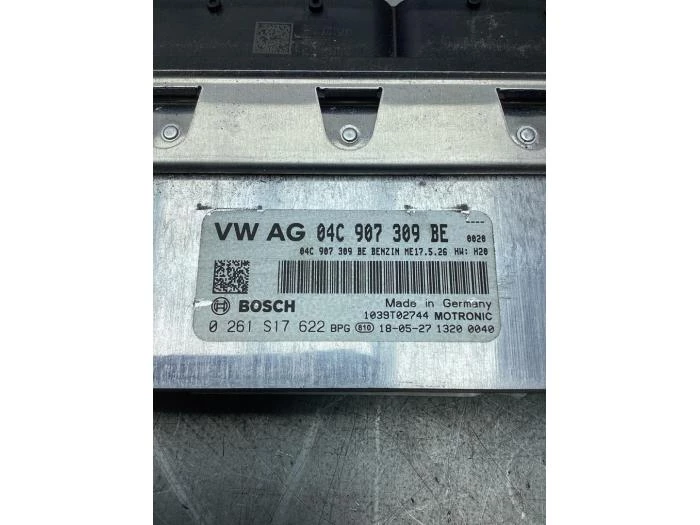 ----
VW AG 04C 907 309 BE 0020
04C 907 309 BE BENZIN ME17.5.26 HW: H20
BOSCH
Made in Germany
1039T02744 MOTRONIC
0 261 S17 622 BPG 810 18-05-27 1320 0040